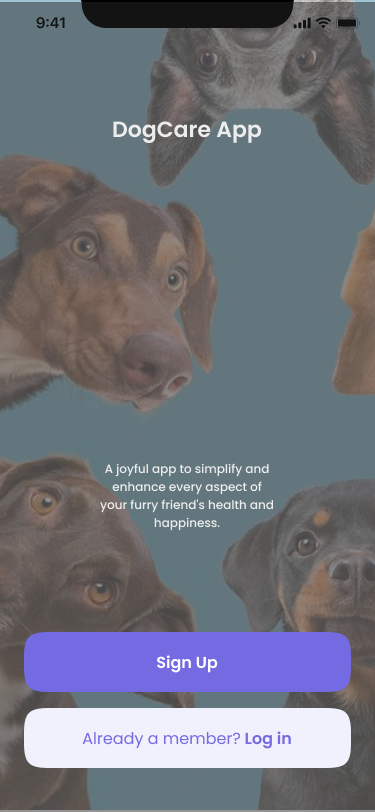 9:41
DogCare App
A joyful app to simplify and
enhance every aspect of
your furry friend's health and
happiness.
Sign Up
Already a member? Log in